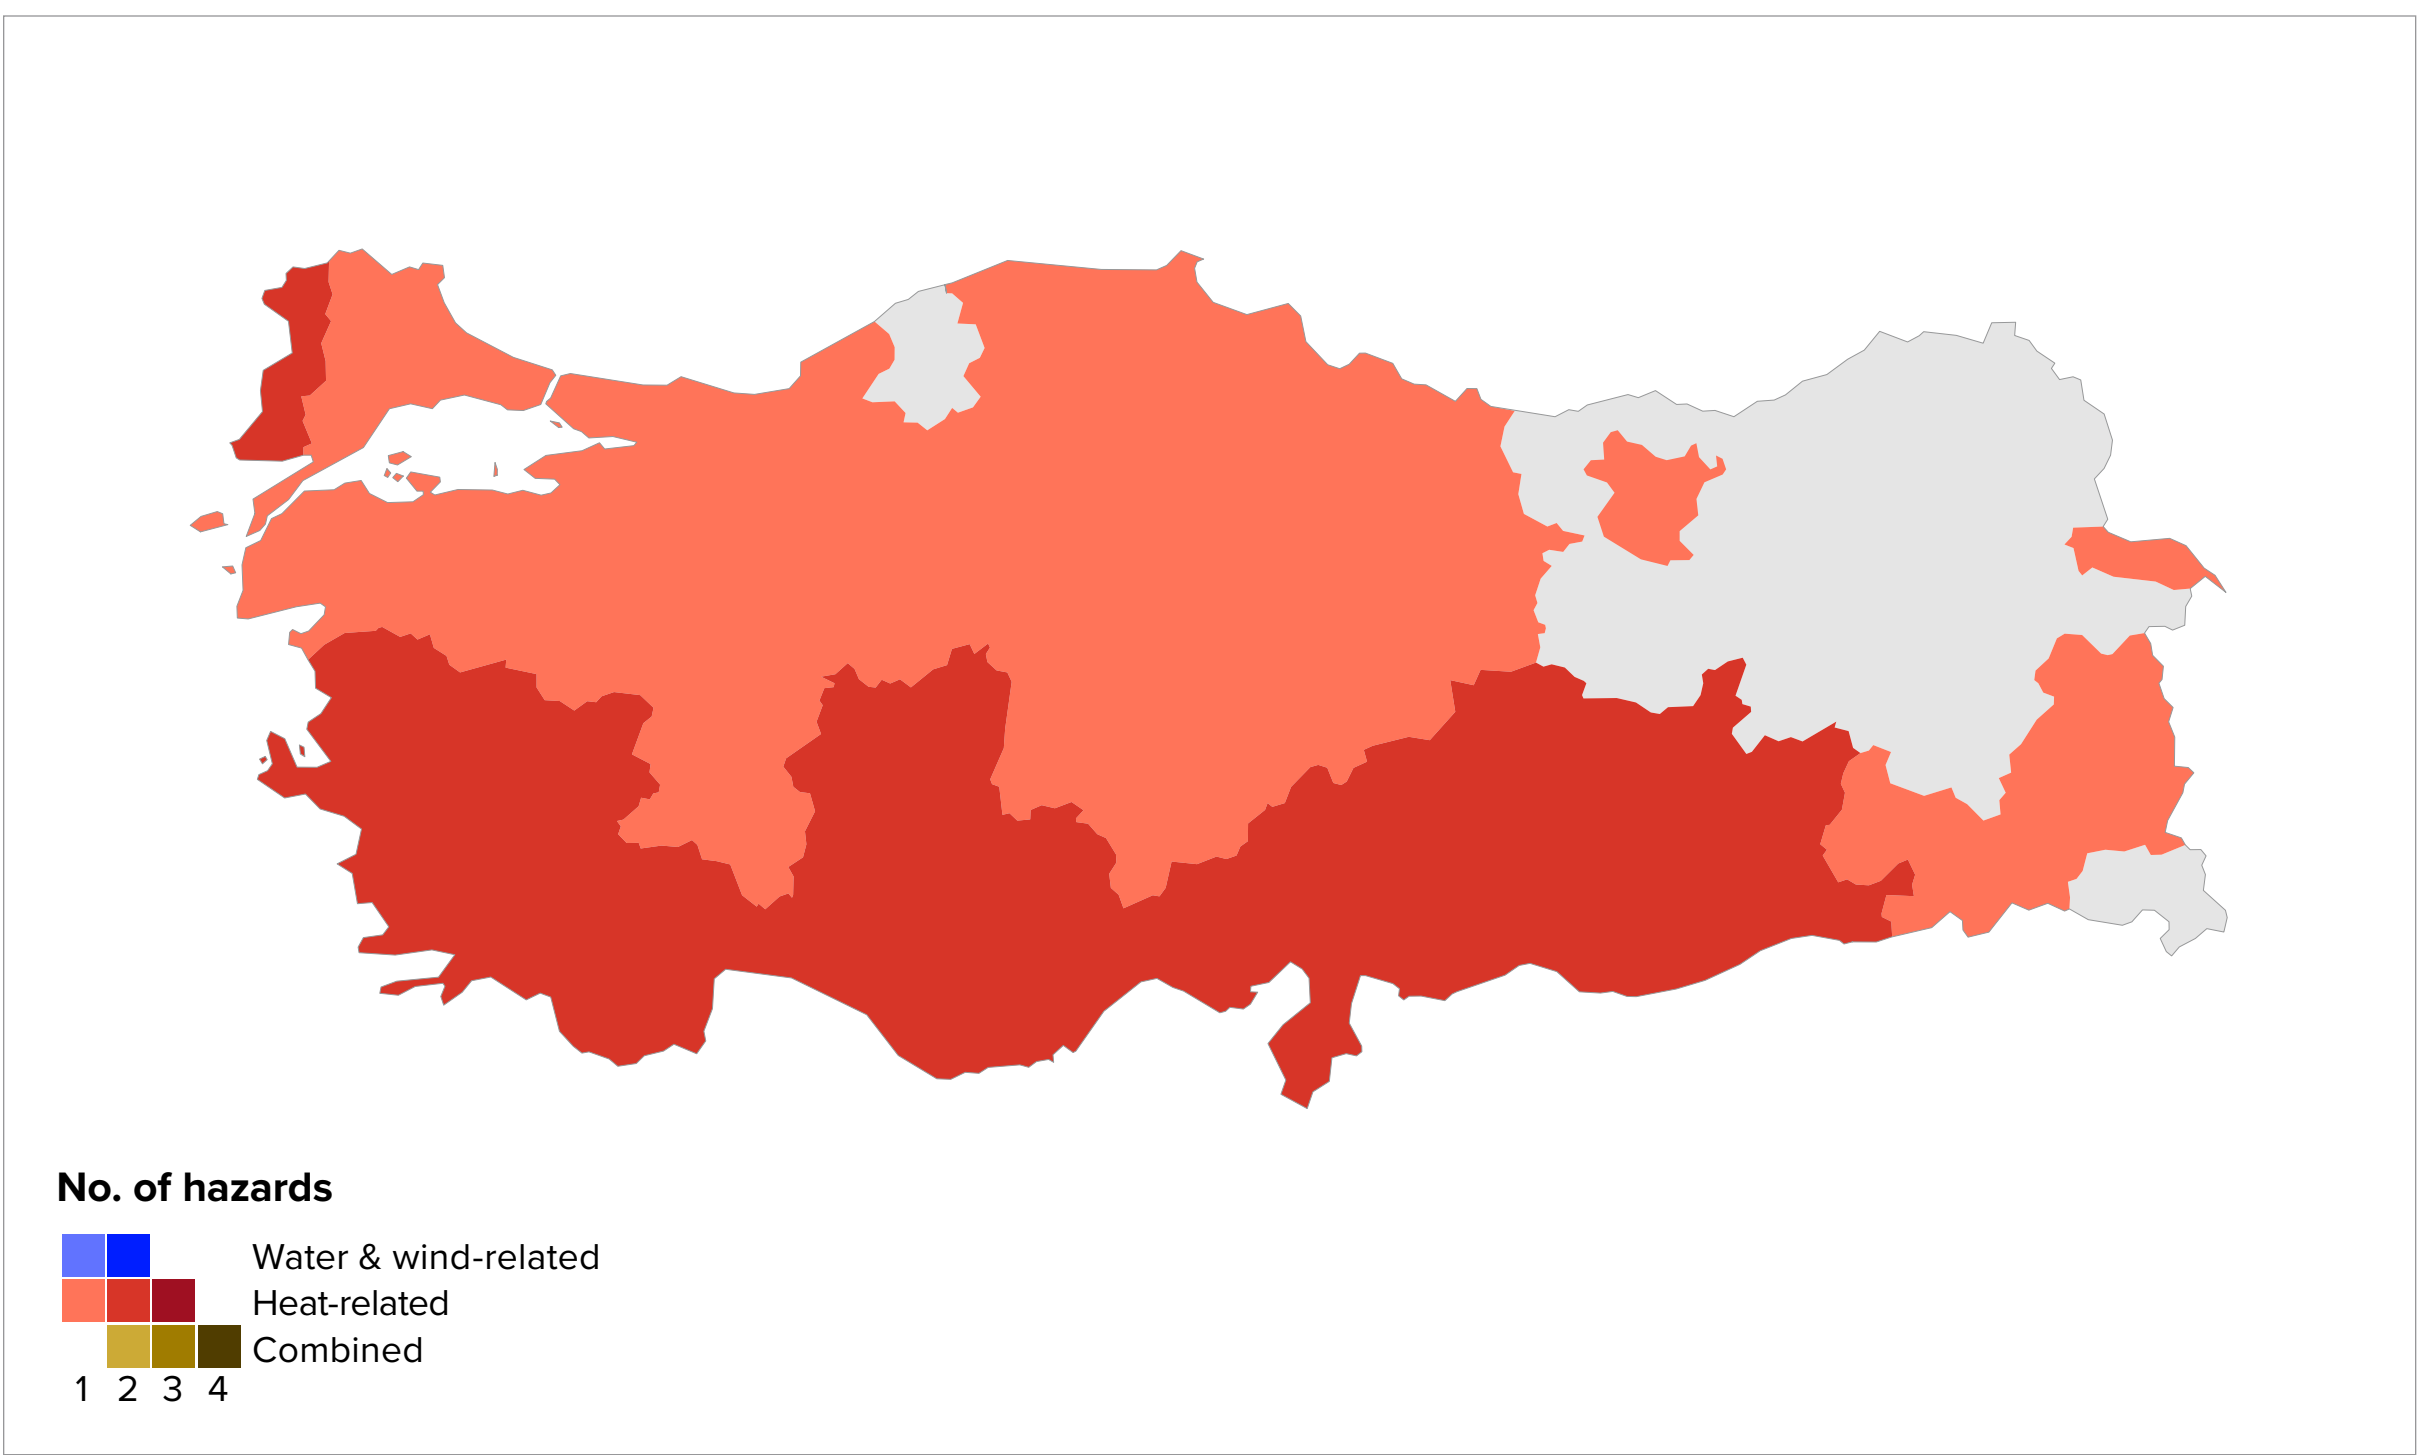 No. of hazards
Water & wind-related
Heat-related
Combined
1 2 3 4